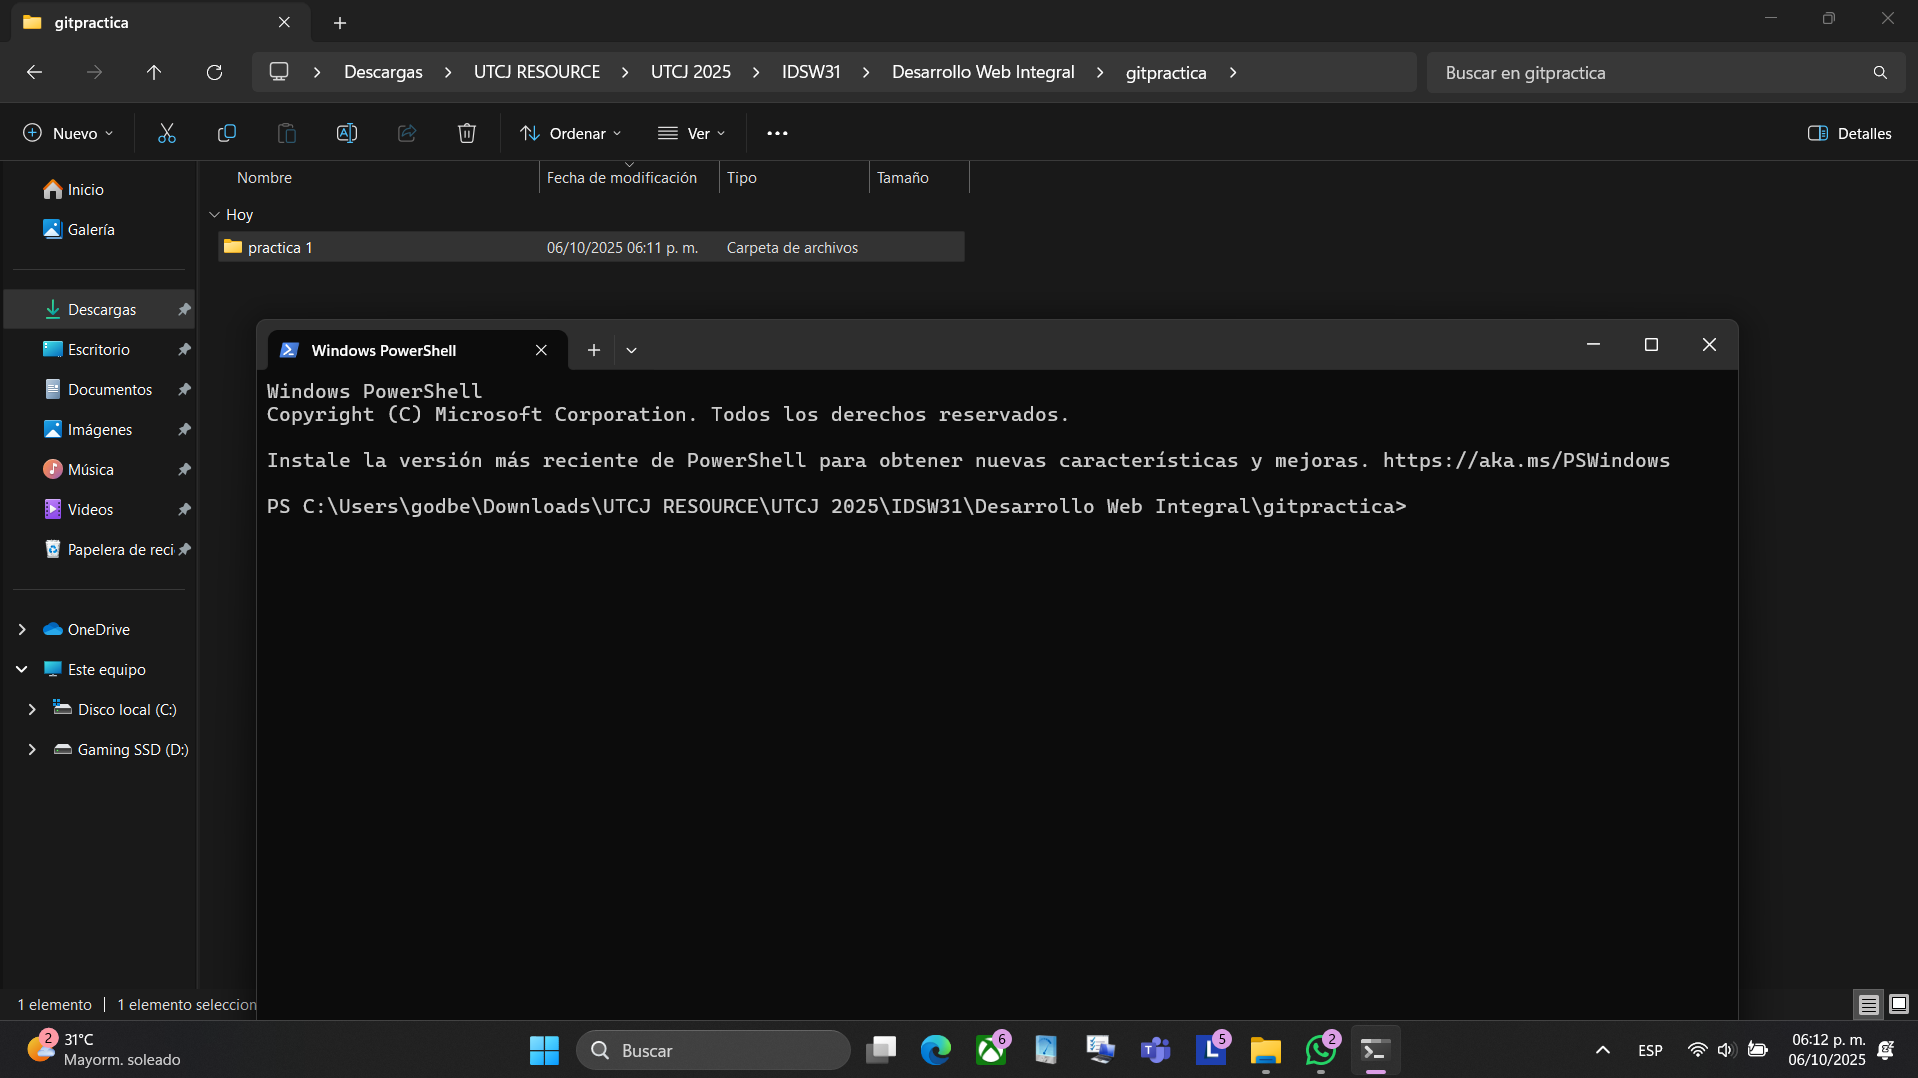 gitpractica
Descargas UTCJ RESOURCE UTCJ 2025 IDSW31 Desarrollo Web Integral gitpractica
Buscar en gitpractica
Nuevo
Ordenar
Ver
Detalles
Nombre Fecha de modificación Tipo Tamaño
Hoy
practica 1 06/10/2025 06:11 p. m. Carpeta de archivos
Inicio
Galería
Descargas
Escritorio
Documentos
Imágenes
Música
Videos
Papelera de reci
OneDrive
Este equipo
Disco local (C:)
Gaming SSD (D:)
Windows PowerShell
Windows PowerShell
Copyright (C) Microsoft Corporation. Todos los derechos reservados.
Instale la versión más reciente de PowerShell para obtener nuevas características y mejoras. https://aka.ms/PSWindows
PS C:\Users\godbe\Downloads\UTCJ RESOURCE\UTCJ 2025\IDSW31\Desarrollo Web Integral\gitpractica>
1 elemento 1 elemento seleccion
2 31°C
Mayorm. soleado
Buscar
6
T
L 5
2
ESP
06:12 p. m.
06/10/2025